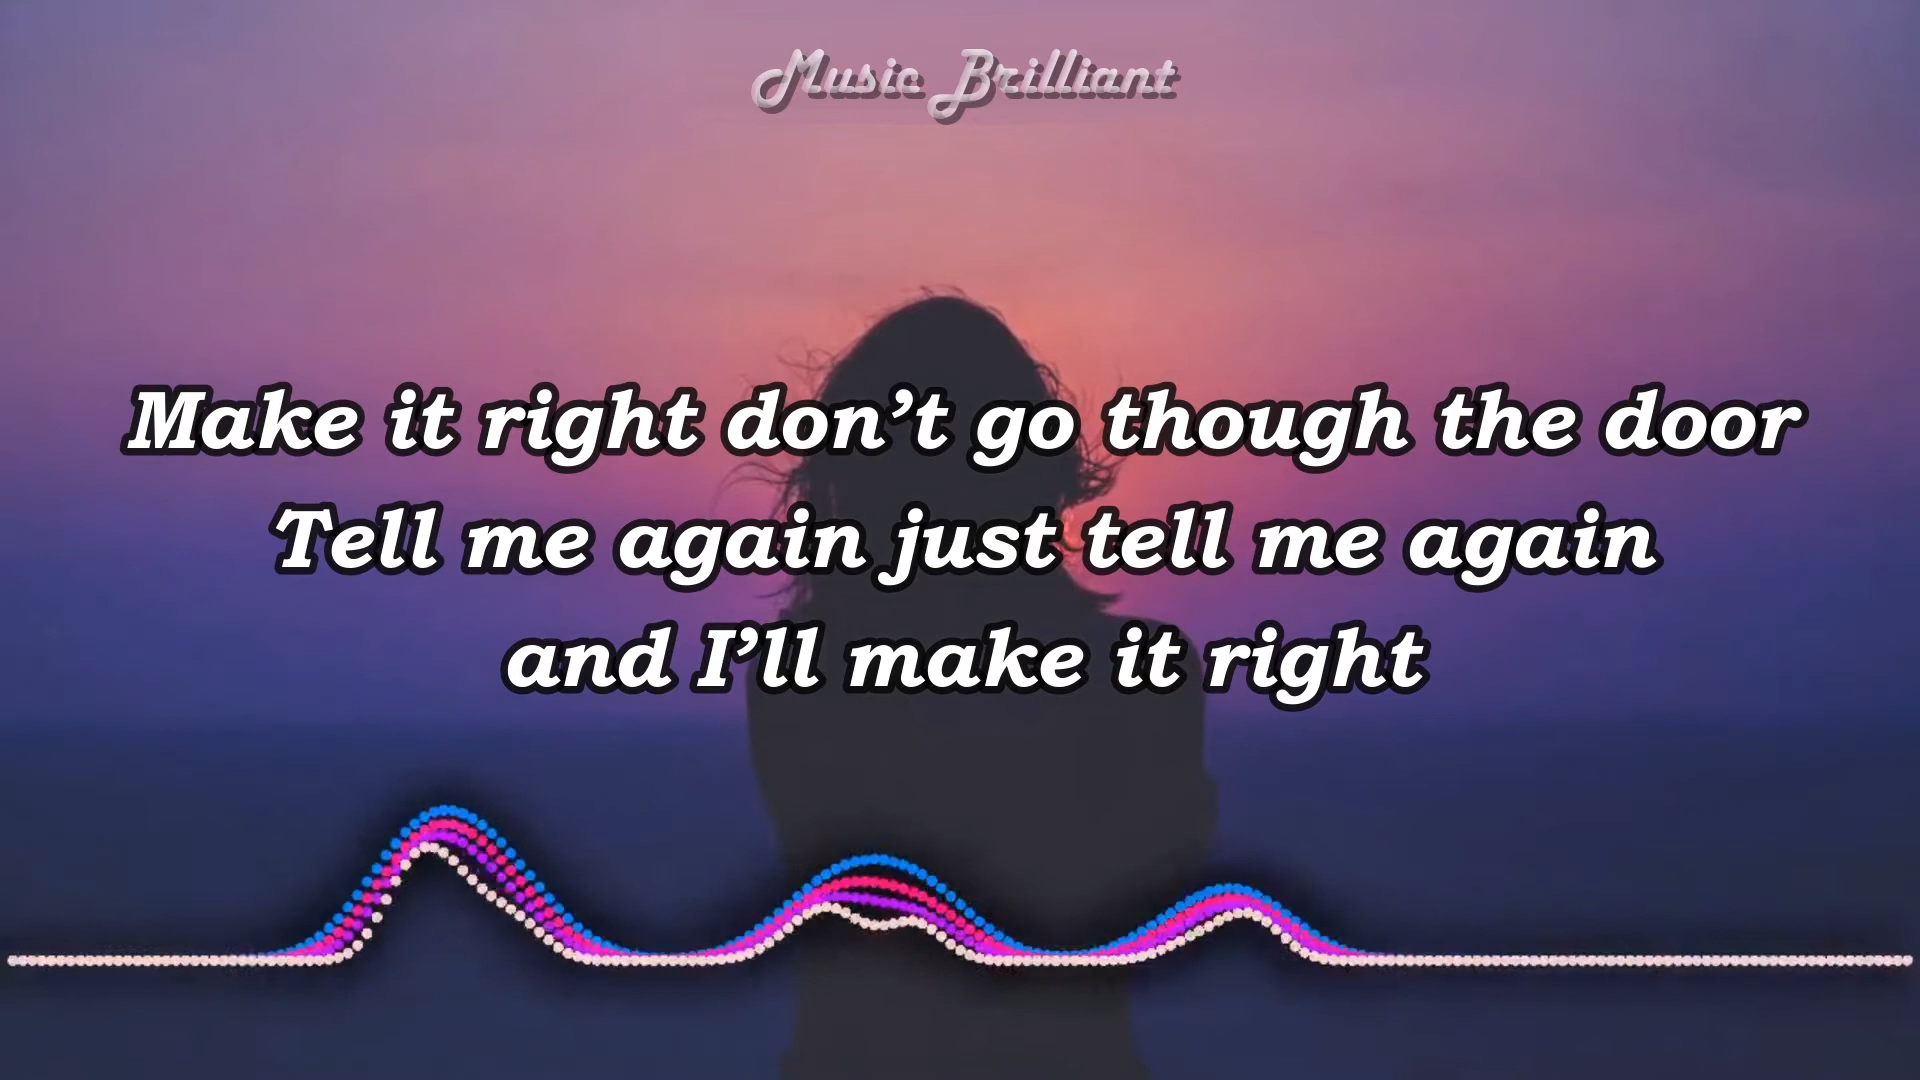 Music Brilliant
Make it right don’t go though the door
Tell me again just tell me again
and I’ll make it right